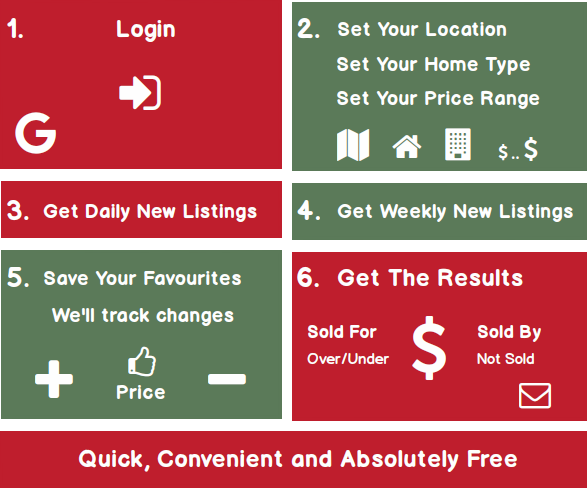 1. Login
G
2. Set Your Location
Set Your Home Type
Set Your Price Range
$..$
3. Get Daily New Listings
4. Get Weekly New Listings
5. Save Your Favourites
We'll track changes
Price
6. Get The Results
Sold For
Over/Under
$
Sold By
Not Sold
Quick, Convenient and Absolutely Free